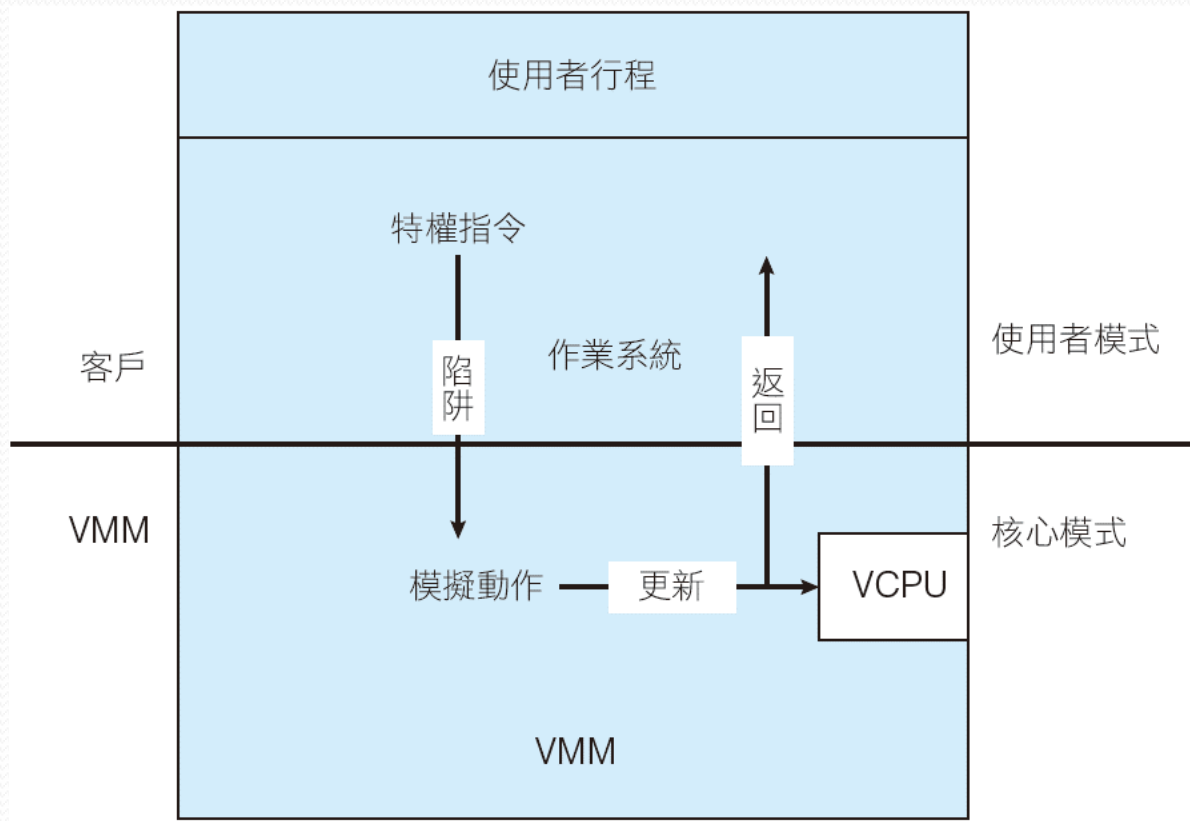 使用者行程
特權指令
客戶
陷阱
作業系統
返回
使用者模式
VMM
核心模式
模擬動作
更新
VCPU
VMM